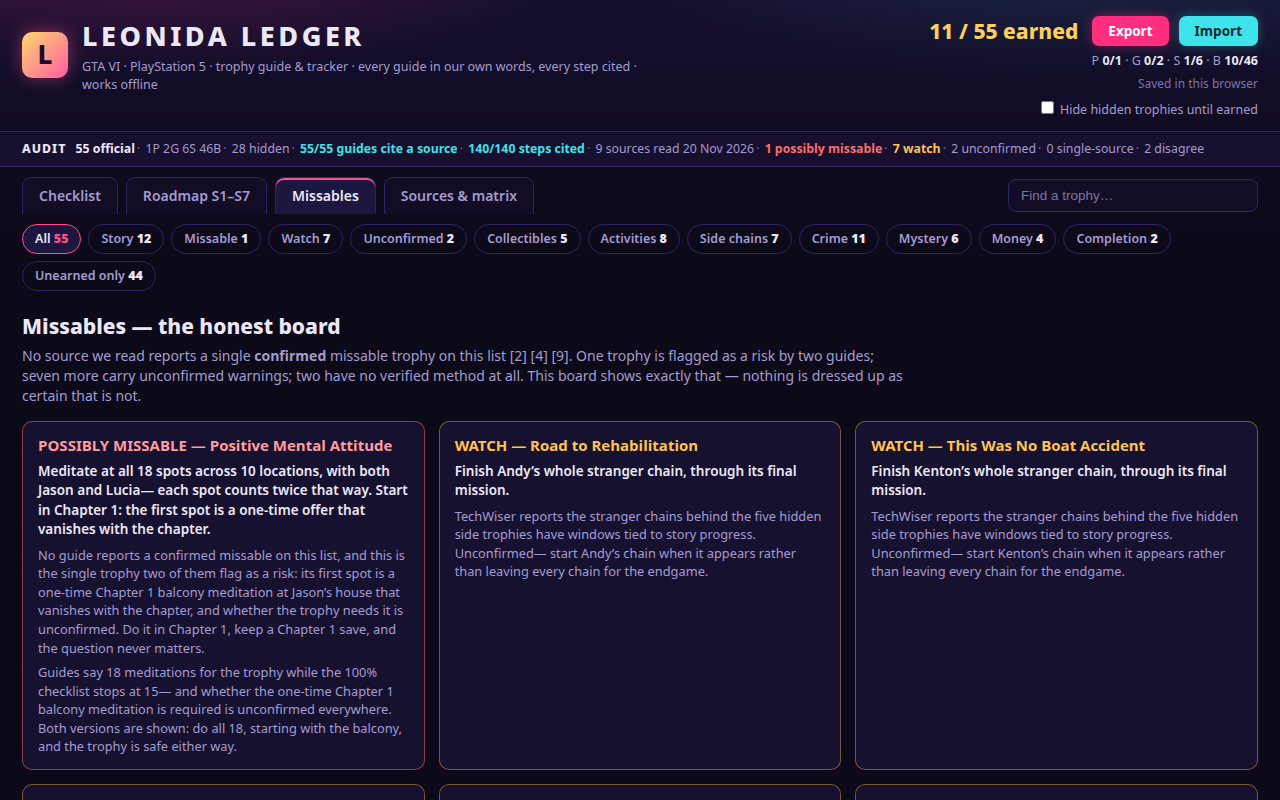 L
LEONIDA LEDGER
GTA VI · PlayStation 5 · trophy guide & tracker · every guide in our own words, every step cited ·
works offline
11 / 55 earned
Export
Import
P 0/1 · G 0/2 · S 1/6 · B 10/46
Saved in this browser
Hide hidden trophies until earned
AUDIT 55 official · 1P 2G 6S 46B · 28 hidden · 55/55 guides cite a source · 140/140 steps cited · 9 sources read 20 Nov 2026 · 1 possibly missable · 7 watch · 2 unconfirmed · 0 single-source · 2 disagree
Checklist
Roadmap S1–S7
Missables
Sources & matrix
Find a trophy…
All 55
Story 12
Missable 1
Watch 7
Unconfirmed 2
Collectibles 5
Activities 8
Side chains 7
Crime 11
Mystery 6
Money 4
Completion 2
Unearned only 44
Missables — the honest board
No source we read reports a single confirmed missable trophy on this list [2] [4] [9]. One trophy is flagged as a risk by two guides;
seven more carry unconfirmed warnings; two have no verified method at all. This board shows exactly that — nothing is dressed up as
certain that is not.
POSSIBLY MISSABLE — Positive Mental Attitude
Meditate at all 18 spots across 10 locations, with both
Jason and Lucia— each spot counts twice that way. Start
in Chapter 1: the first spot is a one-time offer that
vanishes with the chapter.
No guide reports a confirmed missable on this list, and this is
the single trophy two of them flag as a risk: its first spot is a
one-time Chapter 1 balcony meditation at Jason’s house that
vanishes with the chapter, and whether the trophy needs it is
unconfirmed. Do it in Chapter 1, keep a Chapter 1 save, and
the question never matters.
Guides say 18 meditations for the trophy while the 100%
checklist stops at 15— and whether the one-time Chapter 1
balcony meditation is required is unconfirmed everywhere.
Both versions are shown: do all 18, starting with the balcony,
and the trophy is safe either way.
WATCH — Road to Rehabilitation
Finish Andy’s whole stranger chain, through its final
mission.
TechWiser reports the stranger chains behind the five hidden
side trophies have windows tied to story progress.
Unconfirmed— start Andy’s chain when it appears rather
than leaving every chain for the endgame.
WATCH — This Was No Boat Accident
Finish Kenton’s whole stranger chain, through its final
mission.
TechWiser reports the stranger chains behind the five hidden
side trophies have windows tied to story progress.
Unconfirmed— start Kenton’s chain when it appears rather
than leaving every chain for the endgame.